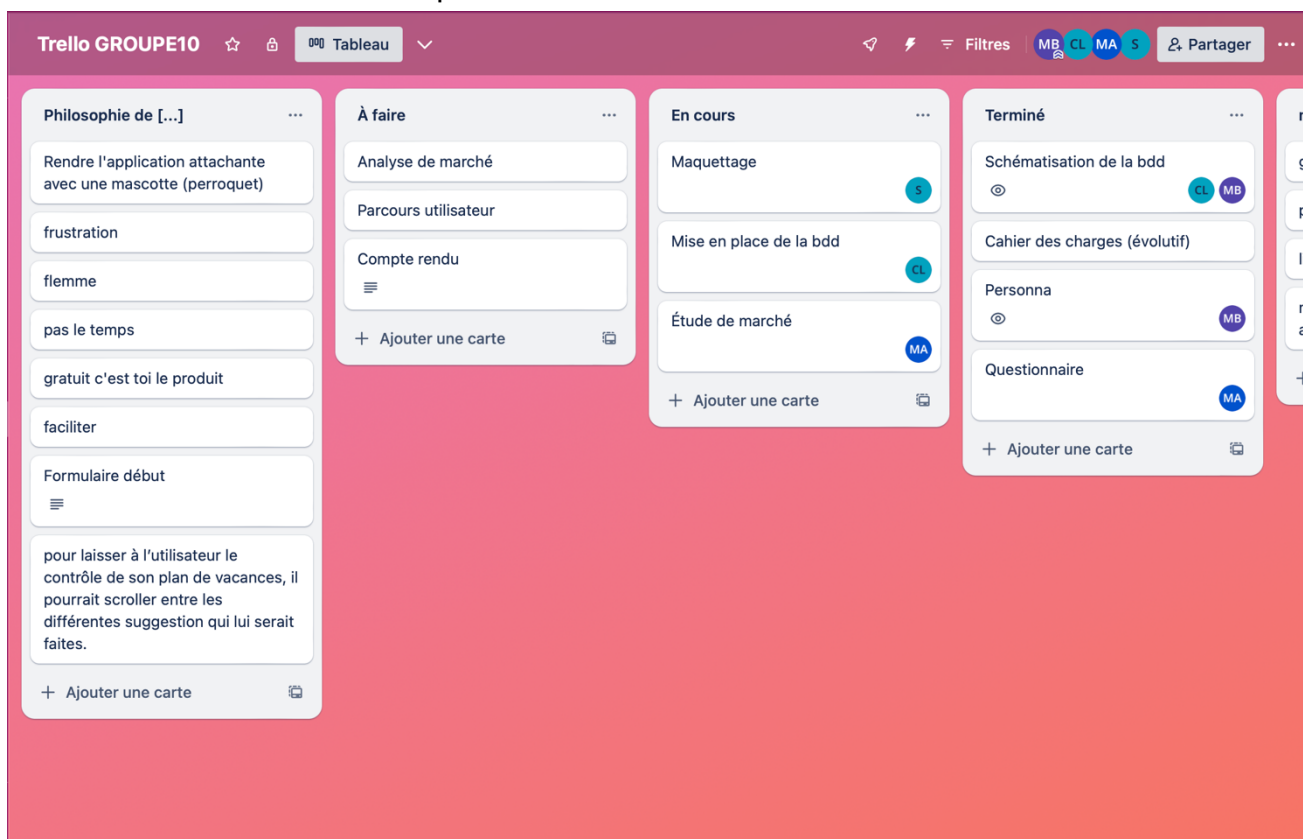 Trello GROUPE10
Tableau
Filtres
MB
CL
MA
S
Partager
Philosophie de [...]
Rendre l'application attachante
avec une mascotte (perroquet)
frustration
flemme
pas le temps
gratuit c'est toi le produit
faciliter
Formulaire début
pour laisser à l'utilisateur le
contrôle de son plan de vacances, il
pourrait scroller entre les
différentes suggestion qui lui serait
faites.
+ Ajouter une carte
À faire
Analyse de marché
Parcours utilisateur
Compte rendu
+ Ajouter une carte
En cours
Maquettage
S
Mise en place de la bdd
CL
Étude de marché
MA
+ Ajouter une carte
Terminé
Schématisation de la bdd
CL MB
Cahier des charges (évolutif)
Personna
MB
Questionnaire
MA
+ Ajouter une carte